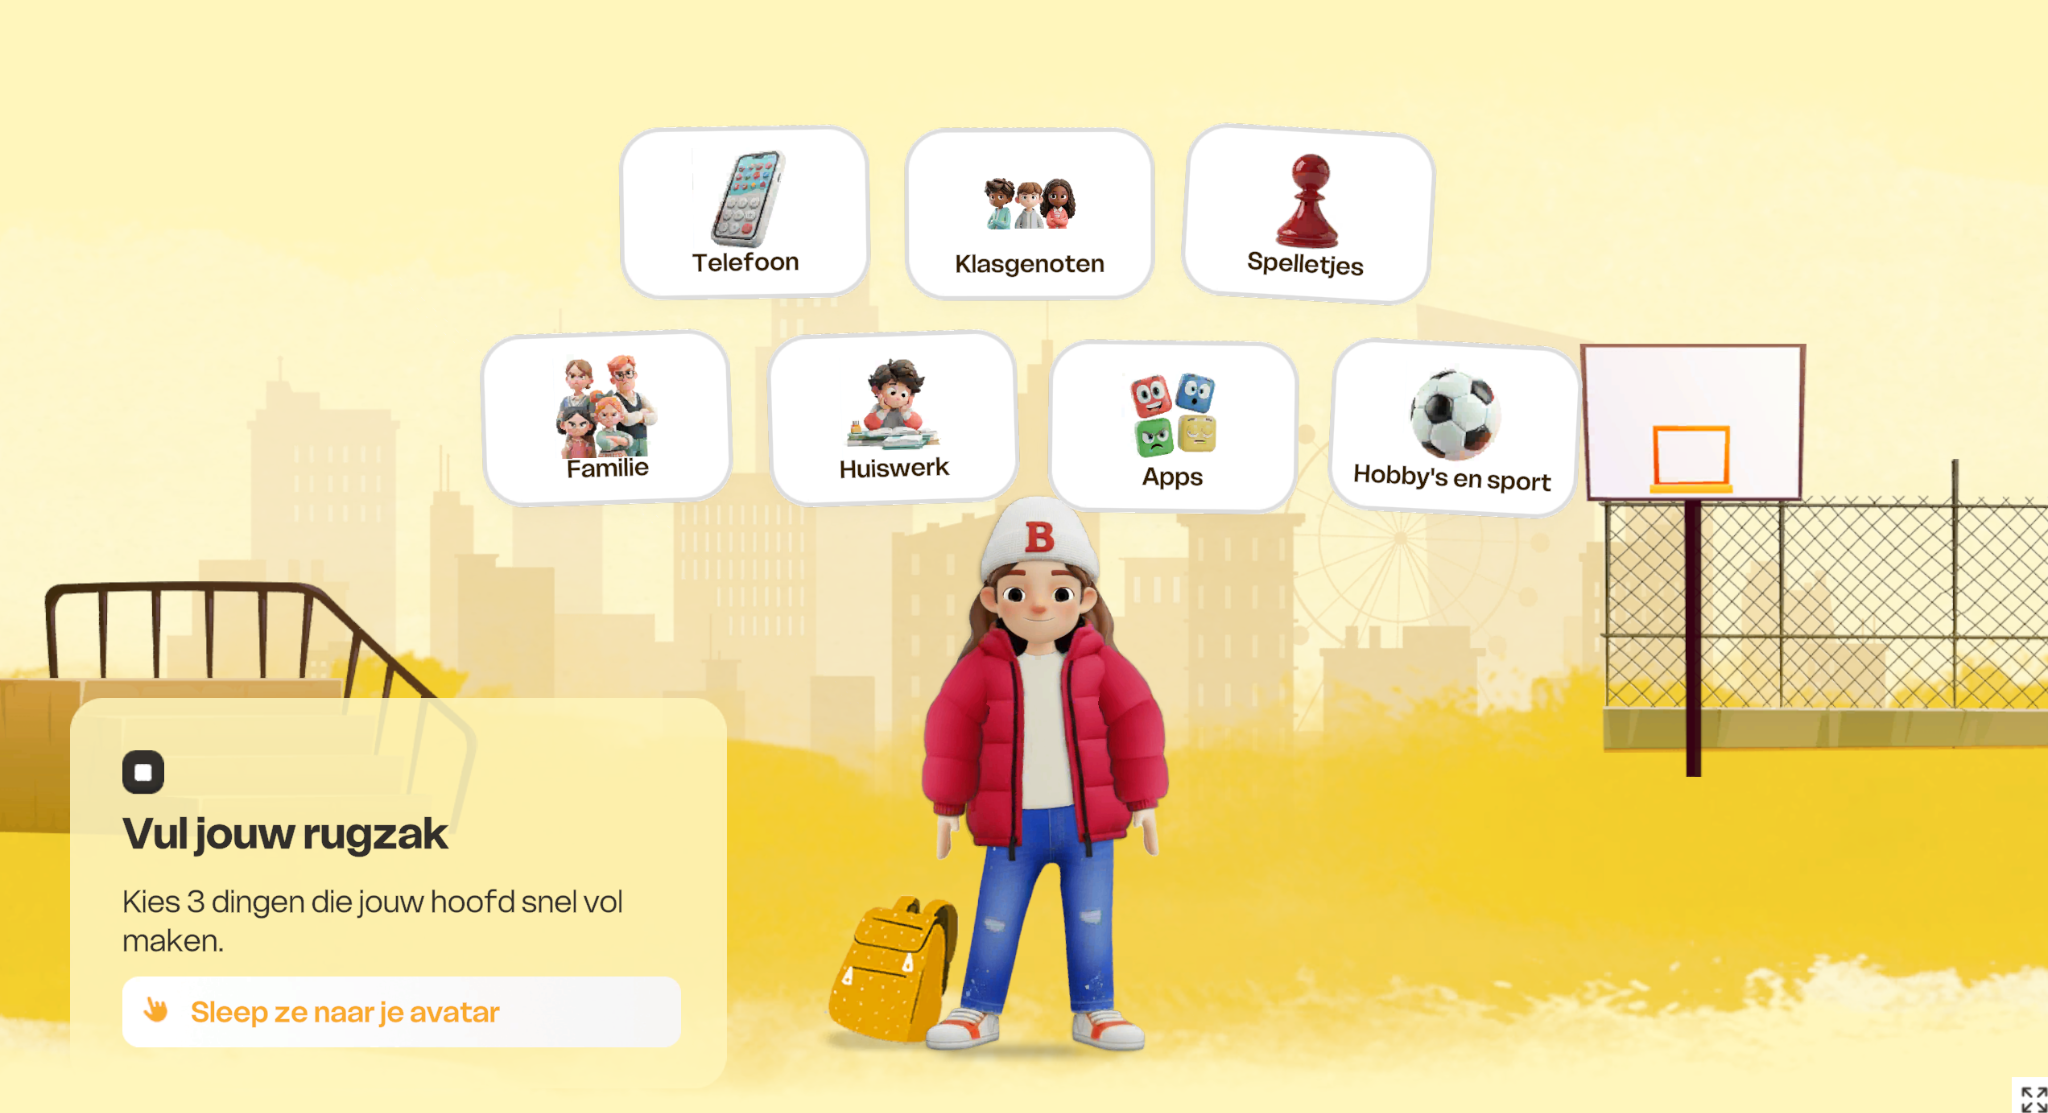 Telefoon
Klasgenoten
Spelletjes
Familie
Huiswerk
Apps
Hobby's en sport
B
Vul jouw rugzak
Kies 3 dingen die jouw hoofd snel vol
maken.
Sleep ze naar je avatar